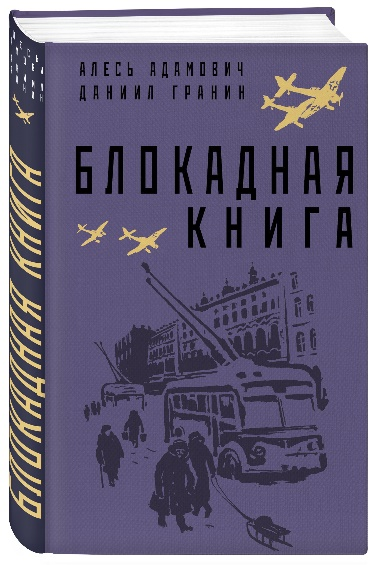 АЛЕСЬ АДАМОВИЧ
ДАНИИЛ ГРАНИН
БЛОКАДНАЯ
КНИГА
БЛОКАДНАЯ КНИГА